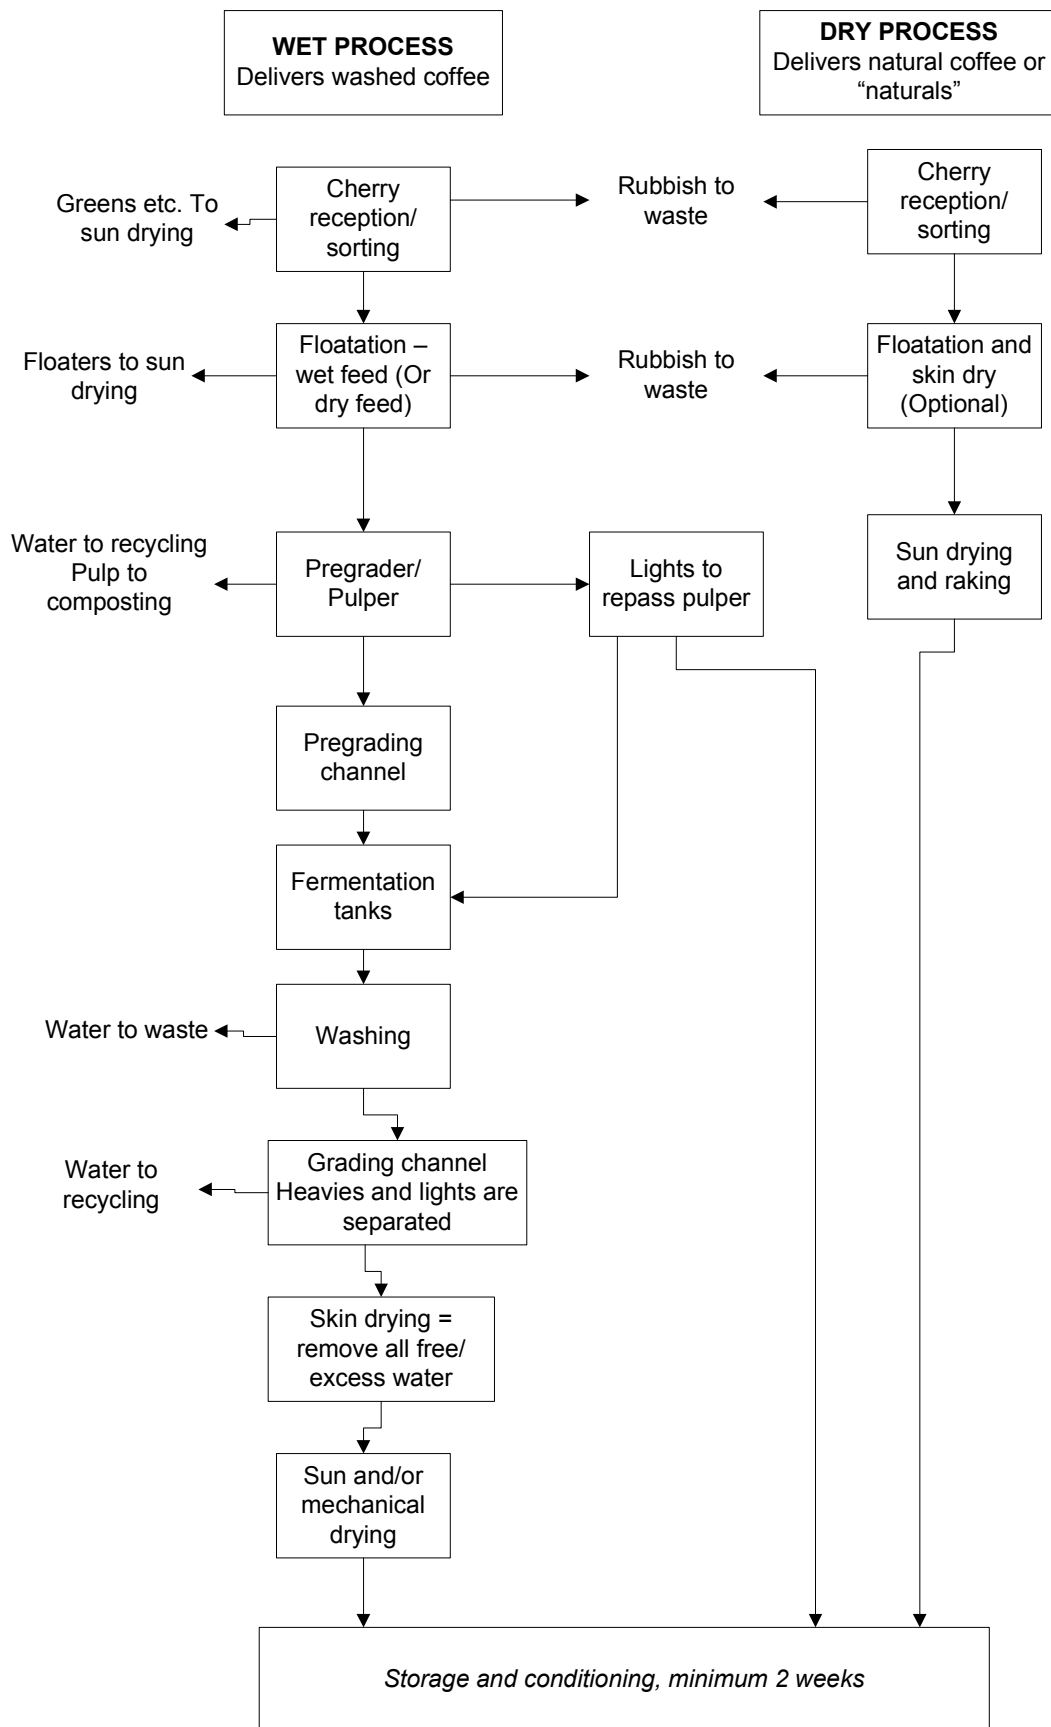 WET PROCESS
Delivers washed coffee
DRY PROCESS
Delivers natural coffee or
“naturals”
Greens etc. To
sun drying
Cherry
reception/
sorting
Rubbish to
waste
Cherry
reception/
sorting
Floaters to sun
drying
Floatation –
wet feed (Or
dry feed)
Rubbish to
waste
Floatation and
skin dry
(Optional)
Water to recycling
Pulp to
composting
Pregrader/
Pulper
Lights to
repass pulper
Sun drying
and raking
Pregrading
channel
Fermentation
tanks
Water to waste
Washing
Water to
recycling
Grading channel
Heavies and lights are
separated
Skin drying =
remove all free/
excess water
Sun and/or
mechanical
drying
Storage and conditioning, minimum 2 weeks